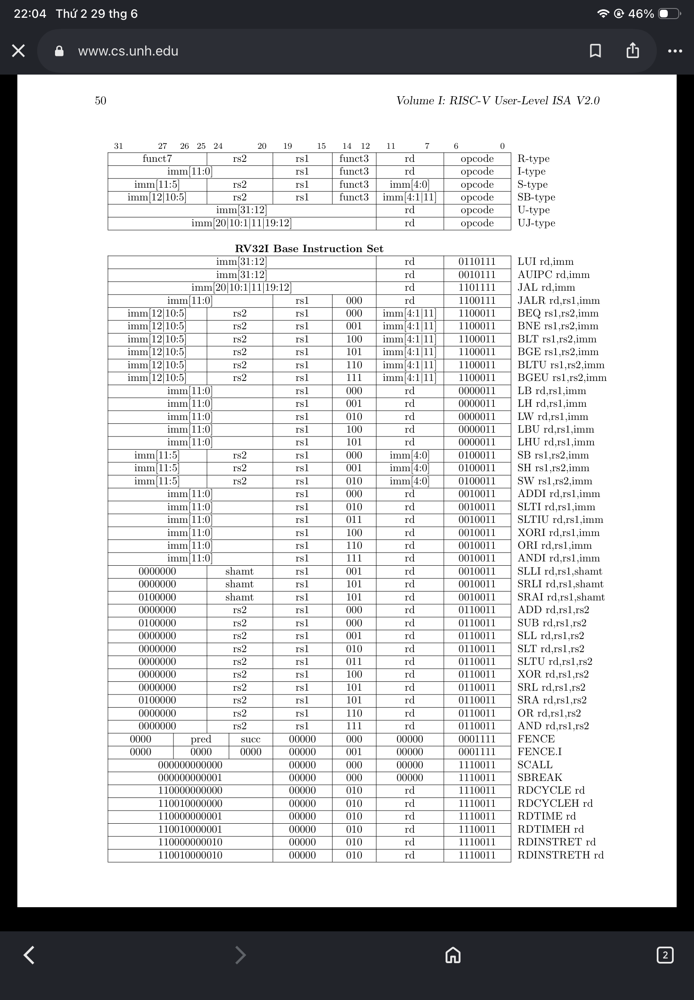 22:04 Thứ 2 29 thg 6 46%
www.cs.unh.edu
50 Volume I: RISC-V User-Level ISA V2.0
31 27 26 25 24 20 19 15 14 12 11 7 6 0
funct7 rs2 rs1 funct3 rd opcode R-type
imm[11:0] rs1 funct3 rd opcode I-type
imm[11:5] rs2 rs1 funct3 imm[4:0] opcode S-type
imm[12|10:5] rs2 rs1 funct3 imm[4:1|11] opcode SB-type
imm[31:12] rd opcode U-type
imm[20|10:1|11|19:12] rd opcode UJ-type
RV32I Base Instruction Set
imm[31:12] rd 0110111 LUI rd,imm
imm[31:12] rd 0010111 AUIPC rd,imm
imm[20|10:1|11|19:12] rd 1101111 JAL rd,imm
imm[11:0] rs1 000 rd 1100111 JALR rd,rs1,imm
imm[12|10:5] rs2 rs1 000 imm[4:1|11] 1100011 BEQ rs1,rs2,imm
imm[12|10:5] rs2 rs1 001 imm[4:1|11] 1100011 BNE rs1,rs2,imm
imm[12|10:5] rs2 rs1 100 imm[4:1|11] 1100011 BLT rs1,rs2,imm
imm[12|10:5] rs2 rs1 101 imm[4:1|11] 1100011 BGE rs1,rs2,imm
imm[12|10:5] rs2 rs1 110 imm[4:1|11] 1100011 BLTU rs1,rs2,imm
imm[12|10:5] rs2 rs1 111 imm[4:1|11] 1100011 BGEU rs1,rs2,imm
imm[11:0] rs1 000 rd 0000011 LB rd,rs1,imm
imm[11:0] rs1 001 rd 0000011 LH rd,rs1,imm
imm[11:0] rs1 010 rd 0000011 LW rd,rs1,imm
imm[11:0] rs1 100 rd 0000011 LBU rd,rs1,imm
imm[11:0] rs1 101 rd 0000011 LHU rd,rs1,imm
imm[11:5] rs2 rs1 000 imm[4:0] 0100011 SB rs1,rs2,imm
imm[11:5] rs2 rs1 001 imm[4:0] 0100011 SH rs1,rs2,imm
imm[11:5] rs2 rs1 010 imm[4:0] 0100011 SW rs1,rs2,imm
imm[11:0] rs1 000 rd 0010011 ADDI rd,rs1,imm
imm[11:0] rs1 010 rd 0010011 SLTI rd,rs1,imm
imm[11:0] rs1 011 rd 0010011 SLTIU rd,rs1,imm
imm[11:0] rs1 100 rd 0010011 XORI rd,rs1,imm
imm[11:0] rs1 110 rd 0010011 ORI rd,rs1,imm
imm[11:0] rs1 111 rd 0010011 ANDI rd,rs1,imm
0000000 shamt rs1 001 rd 0010011 SLLI rd,rs1,shamt
0000000 shamt rs1 101 rd 0010011 SRLI rd,rs1,shamt
0100000 shamt rs1 101 rd 0010011 SRAI rd,rs1,shamt
0000000 rs2 rs1 000 rd 0110011 ADD rd,rs1,rs2
0100000 rs2 rs1 000 rd 0110011 SUB rd,rs1,rs2
0000000 rs2 rs1 001 rd 0110011 SLL rd,rs1,rs2
0000000 rs2 rs1 010 rd 0110011 SLT rd,rs1,rs2
0000000 rs2 rs1 011 rd 0110011 SLTU rd,rs1,rs2
0000000 rs2 rs1 100 rd 0110011 XOR rd,rs1,rs2
0000000 rs2 rs1 101 rd 0110011 SRL rd,rs1,rs2
0100000 rs2 rs1 101 rd 0110011 SRA rd,rs1,rs2
0000000 rs2 rs1 110 rd 0110011 OR rd,rs1,rs2
0000000 rs2 rs1 111 rd 0110011 AND rd,rs1,rs2
0000 pred succ 00000 000 00000 0001111 FENCE
0000 0000 0000 00000 001 00000 0001111 FENCE.I
000000000000 00000 000 00000 1110011 SCALL
000000000001 00000 000 00000 1110011 SBREAK
110000000000 00000 010 rd 1110011 RDCYCLE rd
110010000000 00000 010 rd 1110011 RDCYCLEH rd
110000000001 00000 010 rd 1110011 RDTIME rd
110010000001 00000 010 rd 1110011 RDTIMEH rd
110000000010 00000 010 rd 1110011 RDINSTRET rd
110010000010 00000 010 rd 1110011 RDINSTRETH rd
2